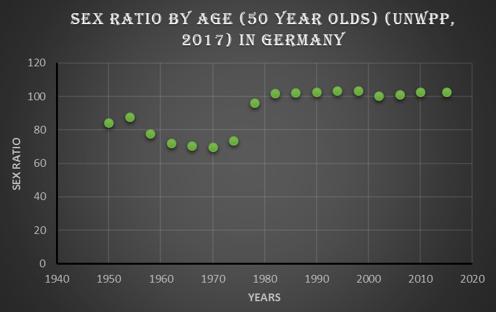 SEX RATIO BY AGE (50 YEAR OLDS) (UNWPP,
2017) IN GERMANY
120
100
80
60
40
20
0
SEX RATIO
1940 1950 1960 1970 1980 1990 2000 2010 2020
YEARS